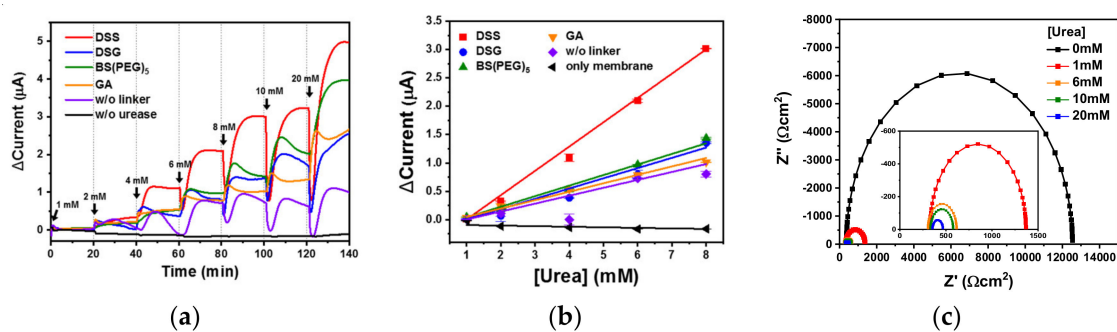 ΔCurrent (μA)
5
4
3
2
1
0
DSS
DSG
BS(PEG)5
GA
w/o linker
w/o urease
1 mM
2 mM
4 mM
6 mM
8 mM
10 mM
20 mM
0 20 40 60 80 100 120 140
Time (min)
(a)
ΔCurrent (μA)
3.5
3.0
2.5
2.0
1.5
1.0
0.5
0.0
DSS
DSG
BS(PEG)5
GA
w/o linker
only membrane
1 2 3 4 5 6 7 8
[Urea] (mM)
(b)
Z'' (Ωcm2)
-8000
-7000
-6000
-5000
-4000
-3000
-2000
-1000
0
[Urea]
0mM
1mM
6mM
10mM
20mM
-600
-400
-200
0
0 500 1000 1500
0 2000 4000 6000 8000 10000 12000 14000
Z' (Ωcm2)
(c)